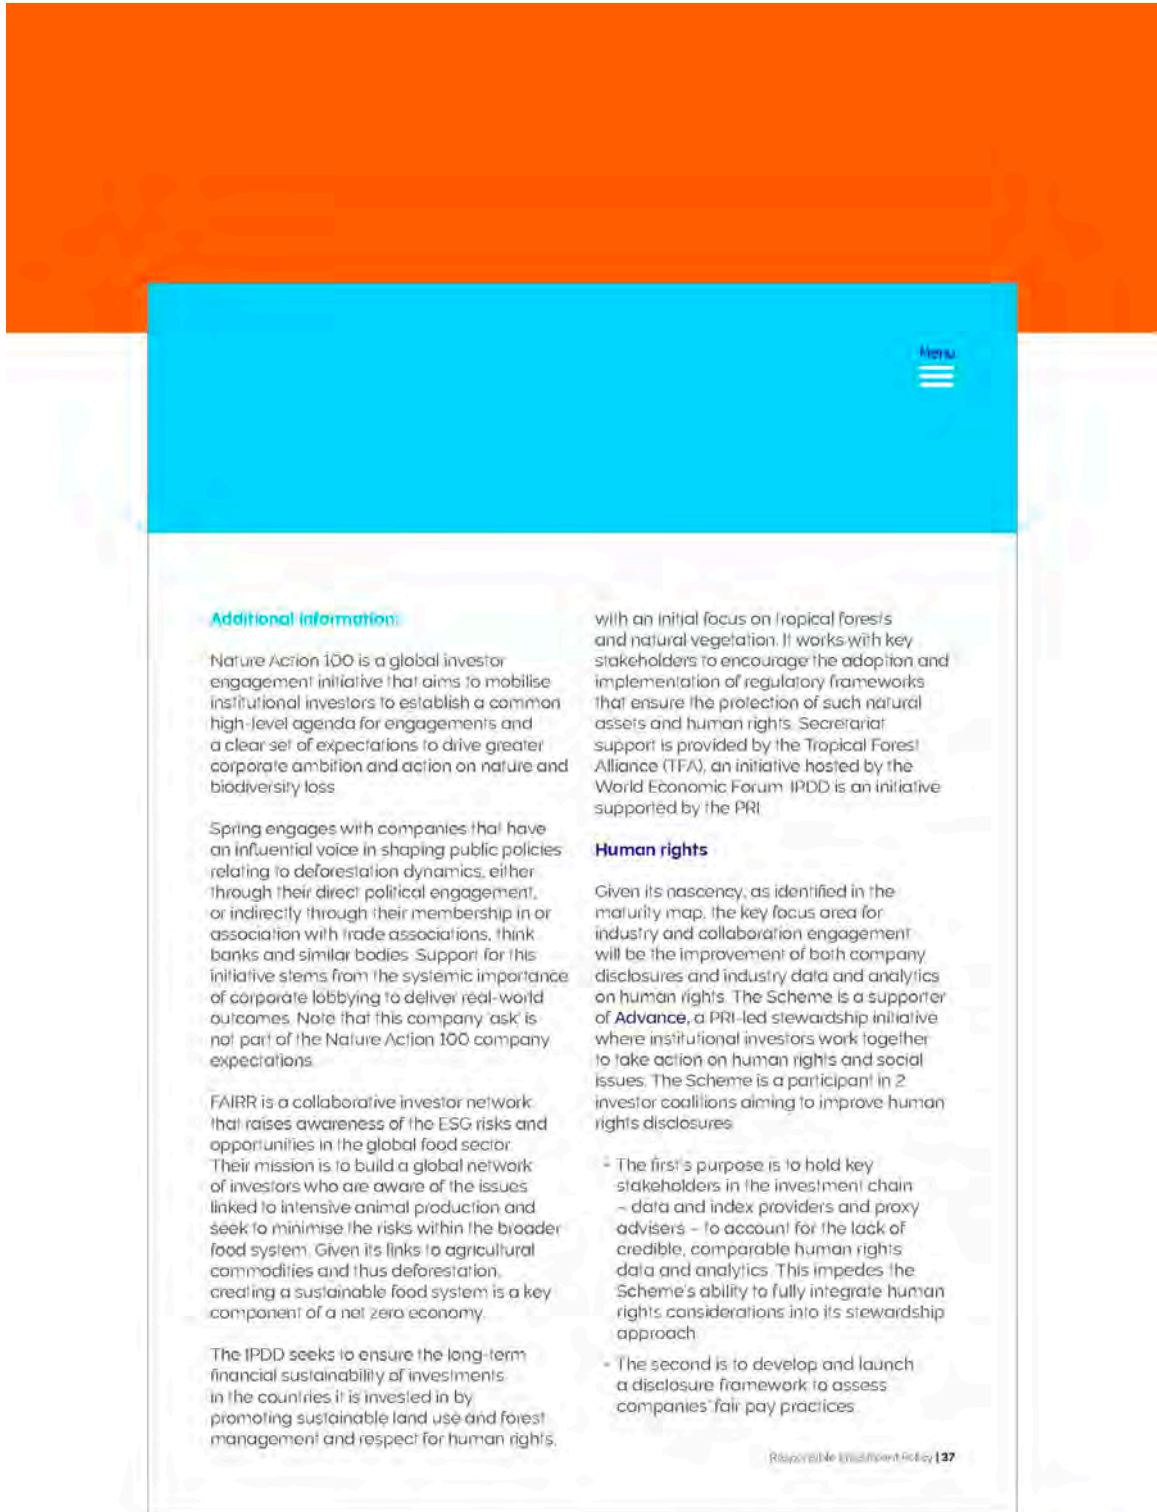 Menu
Additional information:
Nature Action 100 is a global investor
engagement initiative that aims to mobilise
institutional investors to establish a common
high-level agenda for engagements and
a clear set of expectations to drive greater
corporate ambition and action on nature and
biodiversity loss.
Spring engages with companies that have
an influential voice in shaping public policies
relating to deforestation dynamics, either
through their direct political engagement,
or indirectly through their membership in or
association with trade associations, think
banks and similar bodies. Support for this
initiative stems from the systemic importance
of corporate lobbying to deliver real-world
outcomes. Note that this company 'ask' is
not part of the Nature Action 100 company
expectations.
FAIRR is a collaborative investor network
that raises awareness of the ESG risks and
opportunities in the global food sector.
Their mission is to build a global network
of investors who are aware of the issues
linked to intensive animal production and
seek to minimise the risks within the broader
food system. Given its links to agricultural
commodities and thus deforestation,
creating a sustainable food system is a key
component of a net zero economy.
The IPDD seeks to ensure the long-term
financial sustainability of investments
in the countries it is invested in by
promoting sustainable land use and forest
management and respect for human rights,
with an initial focus on tropical forests
and natural vegetation. It works with key
stakeholders to encourage the adoption and
implementation of regulatory frameworks
that ensure the protection of such natural
assets and human rights. Secretariat
support is provided by the Tropical Forest
Alliance (TFA), an initiative hosted by the
World Economic Forum. IPDD is an initiative
supported by the PRI.
Human rights
Given its nascency, as identified in the
maturity map, the key focus area for
industry and collaboration engagement
will be the improvement of both company
disclosures and industry data and analytics
on human rights. The Scheme is a supporter
of Advance, a PRI-led stewardship initiative
where institutional investors work together
to take action on human rights and social
issues. The Scheme is a participant in 2
investor coalitions aiming to improve human
rights disclosures:
- The first's purpose is to hold key
stakeholders in the investment chain
– data and index providers and proxy
advisers – to account for the lack of
credible, comparable human rights
data and analytics. This impedes the
Scheme's ability to fully integrate human
rights considerations into its stewardship
approach.
- The second is to develop and launch
a disclosure framework to assess
companies' fair pay practices.
Responsible Investment Policy | 37